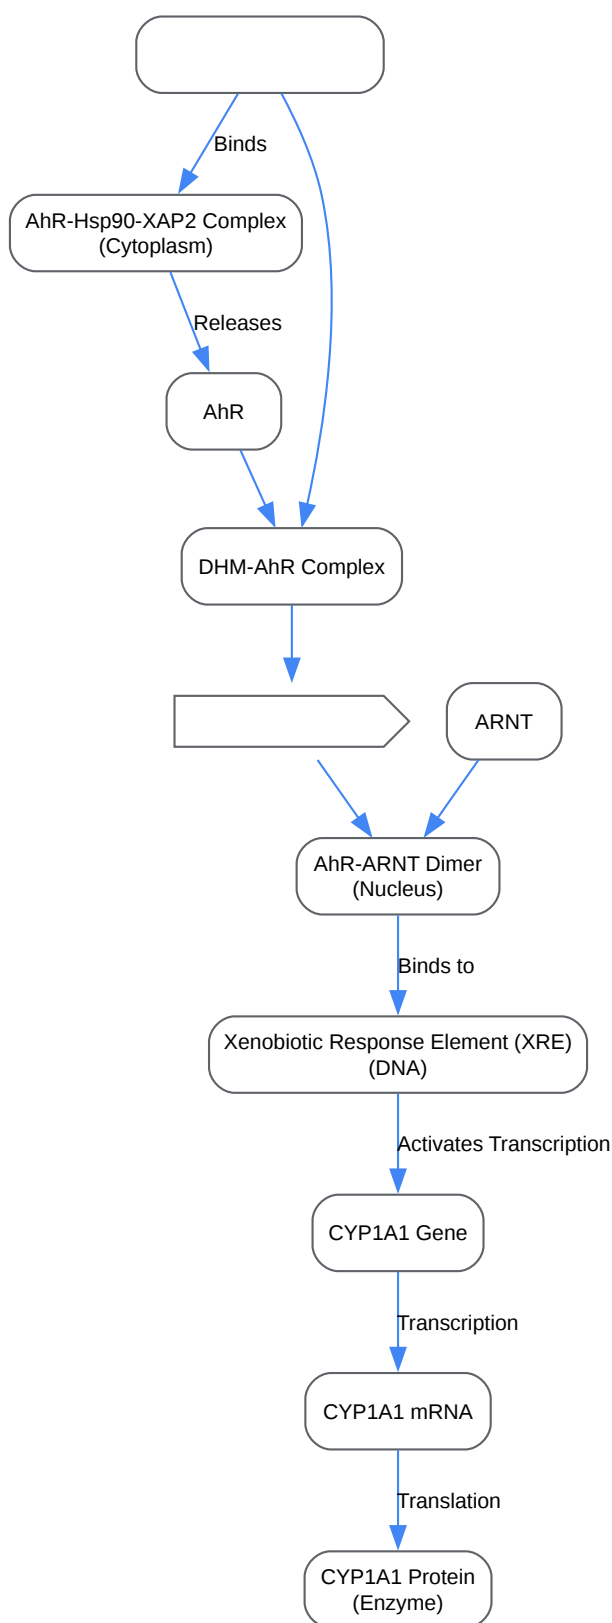 Binds
AhR-Hsp90-XAP2 Complex
(Cytoplasm)
Releases
AhR
DHM-AhR Complex
ARNT
AhR-ARNT Dimer
(Nucleus)
Binds to
Xenobiotic Response Element (XRE)
(DNA)
Activates Transcription
CYP1A1 Gene
Transcription
CYP1A1 mRNA
Translation
CYP1A1 Protein
(Enzyme)